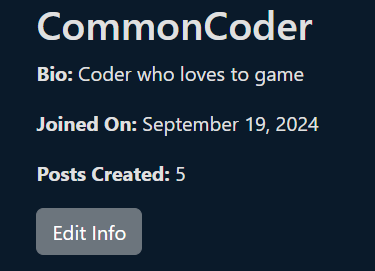 CommonCoder
Bio: Coder who loves to game
Joined On: September 19, 2024
Posts Created: 5
Edit Info